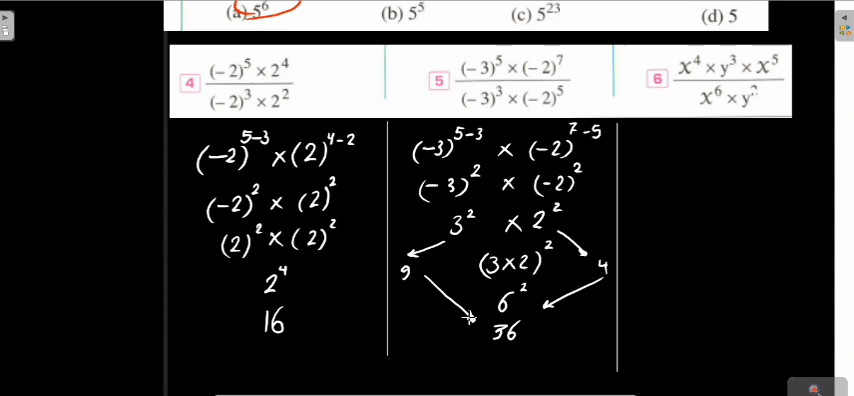 (a) 5⁶ (b) 5⁵ (c) 5²³ (d) 5
4 (−2)⁵ × 2⁴ / (−2)³ × 2²
5 (−3)⁵ × (−2)⁷ / (−3)³ × (−2)⁵
6 x⁴ × y³ × x⁵ / x⁶ × y²
(−2)⁵⁻³ × (2)⁴⁻²
(−2)² × (2)²
(2)² × (2)²
2⁴
16
(−3)⁵⁻³ × (−2)⁷⁻⁵
(−3)² × (−2)²
3² × 2²
9 (3×2)² 4
6²
36